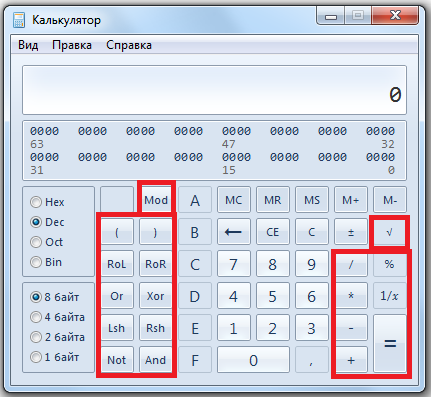 Калькулятор
Вид Правка Справка
0
0000 0000 0000 0000 0000 0000 0000 0000
63 47 32
0000 0000 0000 0000 0000 0000 0000 0000
31 15 0
Mod A MC MR MS M+ M-
Hex
Dec
Oct
Bin
( ) B ← CE C ± √
RoL RoR C 7 8 9 / %
8 байт
4 байта
2 байта
1 байт
Or Xor D 4 5 6 * 1/x
Lsh Rsh E 1 2 3 - =
Not And F 0 , +